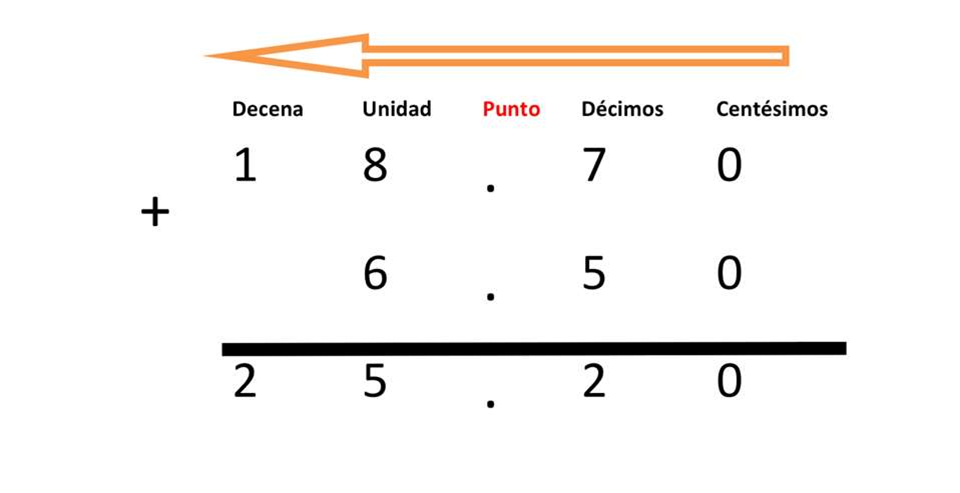 Decena Unidad Punto Décimos Centésimos
1 8 . 7 0
+
6 . 5 0
2 5 . 2 0